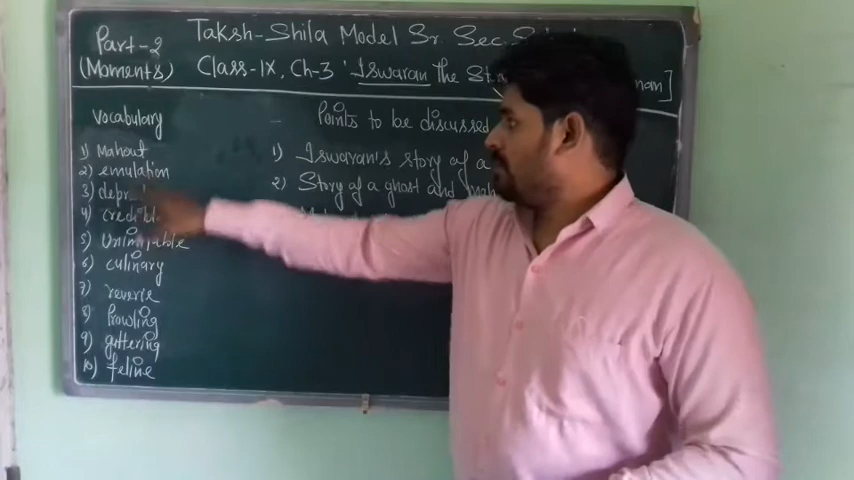 Part-2 Taksh-Shila Model Sr. Sec.
(Moments) Class-IX, Ch-3 'Iswaran the
Vocabulary - Points to be discussed
1) Mahout
2) emulation
3)
4)
5)
6) culinary
7) reverie
8) Prowling
9) guttering
10) feline
1) Iswaran's story of a
2) Story of a ghost and